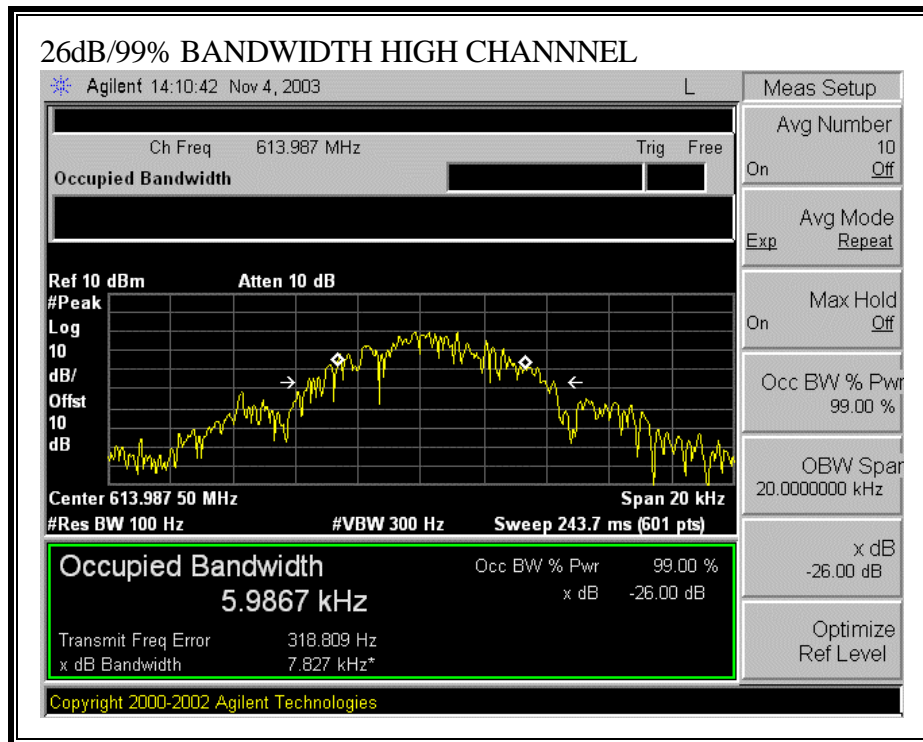 26dB/99% BANDWIDTH HIGH CHANNNEL
Agilent 14:10:42 Nov 4, 2003 L
Ch Freq 613.987 MHz Trig Free
Occupied Bandwidth
Ref 10 dBm Atten 10 dB
#Peak
Log
10
dB/
Offst
10
dB
Center 613.987 50 MHz Span 20 kHz
#Res BW 100 Hz #VBW 300 Hz Sweep 243.7 ms (601 pts)
Occupied Bandwidth
5.9867 kHz
Occ BW % Pwr 99.00 %
x dB -26.00 dB
Transmit Freq Error 318.809 Hz
x dB Bandwidth 7.827 kHz*
Copyright 2000-2002 Agilent Technologies
Meas Setup
Avg Number
10
On Off
Avg Mode
Exp Repeat
Max Hold
On Off
Occ BW % Pwr
99.00 %
OBW Span
20.0000000 kHz
x dB
-26.00 dB
Optimize
Ref Level